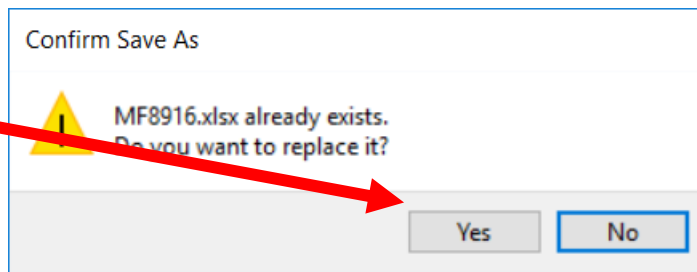 Confirm Save As
MF8916.xlsx already exists.
Do you want to replace it?
Yes
No